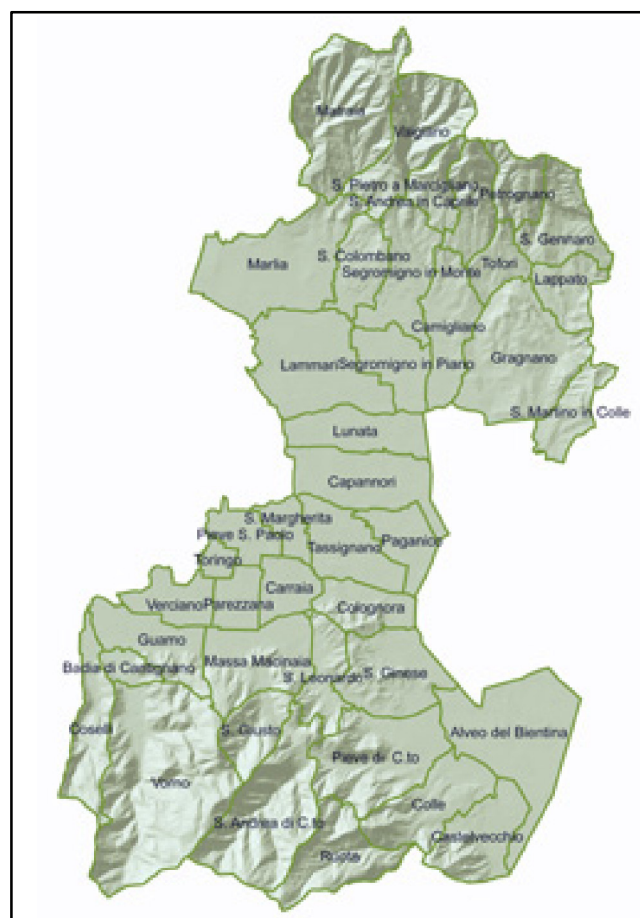 Matraia
Valgiano
S. Pietro a Marcigliano
Petrognano
S. Andrea in Caprile
S. Gennaro
S. Colombano
Marlia
Segromigno in Monte
Tofori
Lappato
Camigliano
Lammari
Segromigno in Piano
Gragnano
S. Martino in Colle
Lunata
Capannori
S. Margherita
Pieve S. Paolo
Paganico
Tassignano
Toringo
Carraia
Verciano
Parezzana
Colognora
Guamo
Badia di Cantignano
Massa Macinaia
S. Leonardo
S. Ginese
Coselli
S. Giusto
Alveo del Bientina
Pieve di C.to
Vorno
Colle
S. Andrea di C.to
Castelvecchio
Ruota